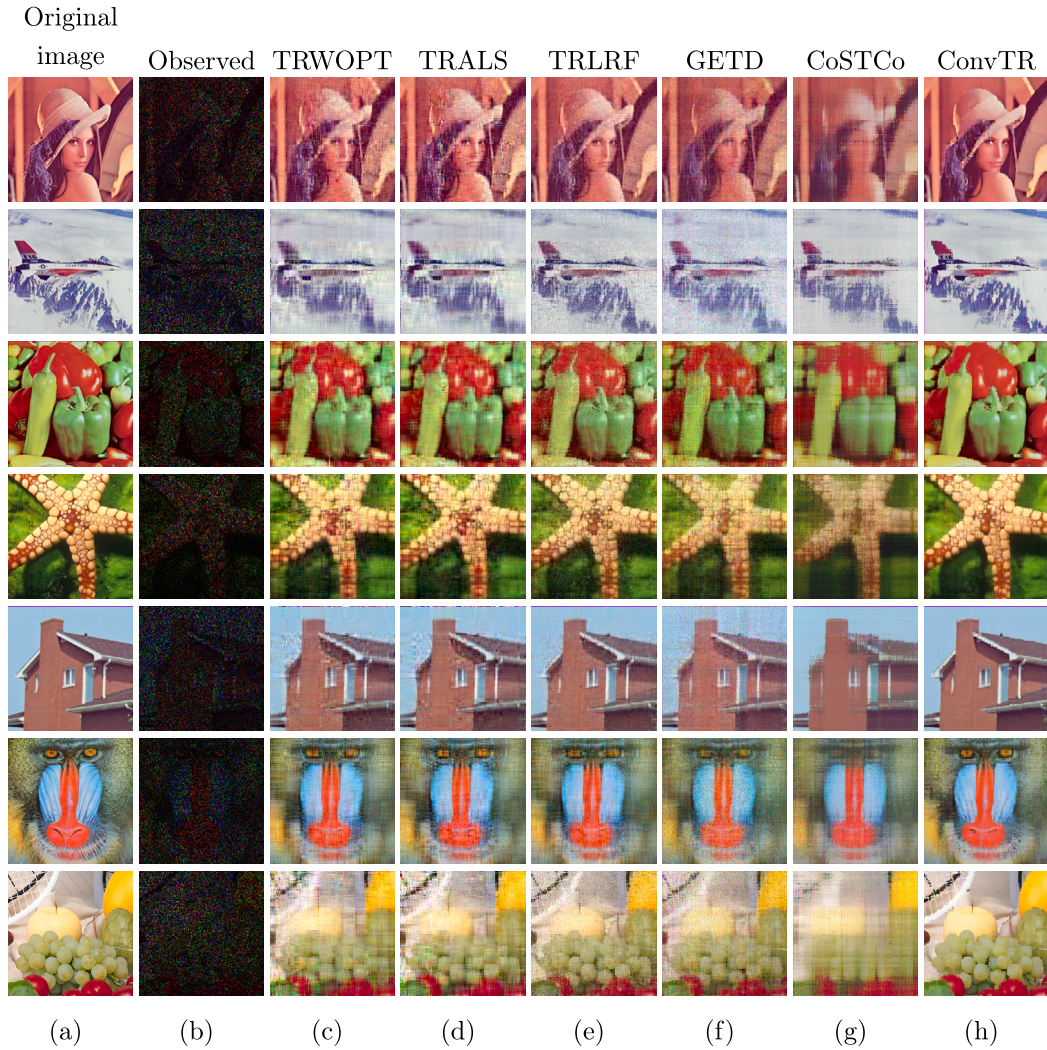 Original
image Observed TRWOPT TRALS TRLRF GETD CoSTCo ConvTR
(a) (b) (c) (d) (e) (f) (g) (h)